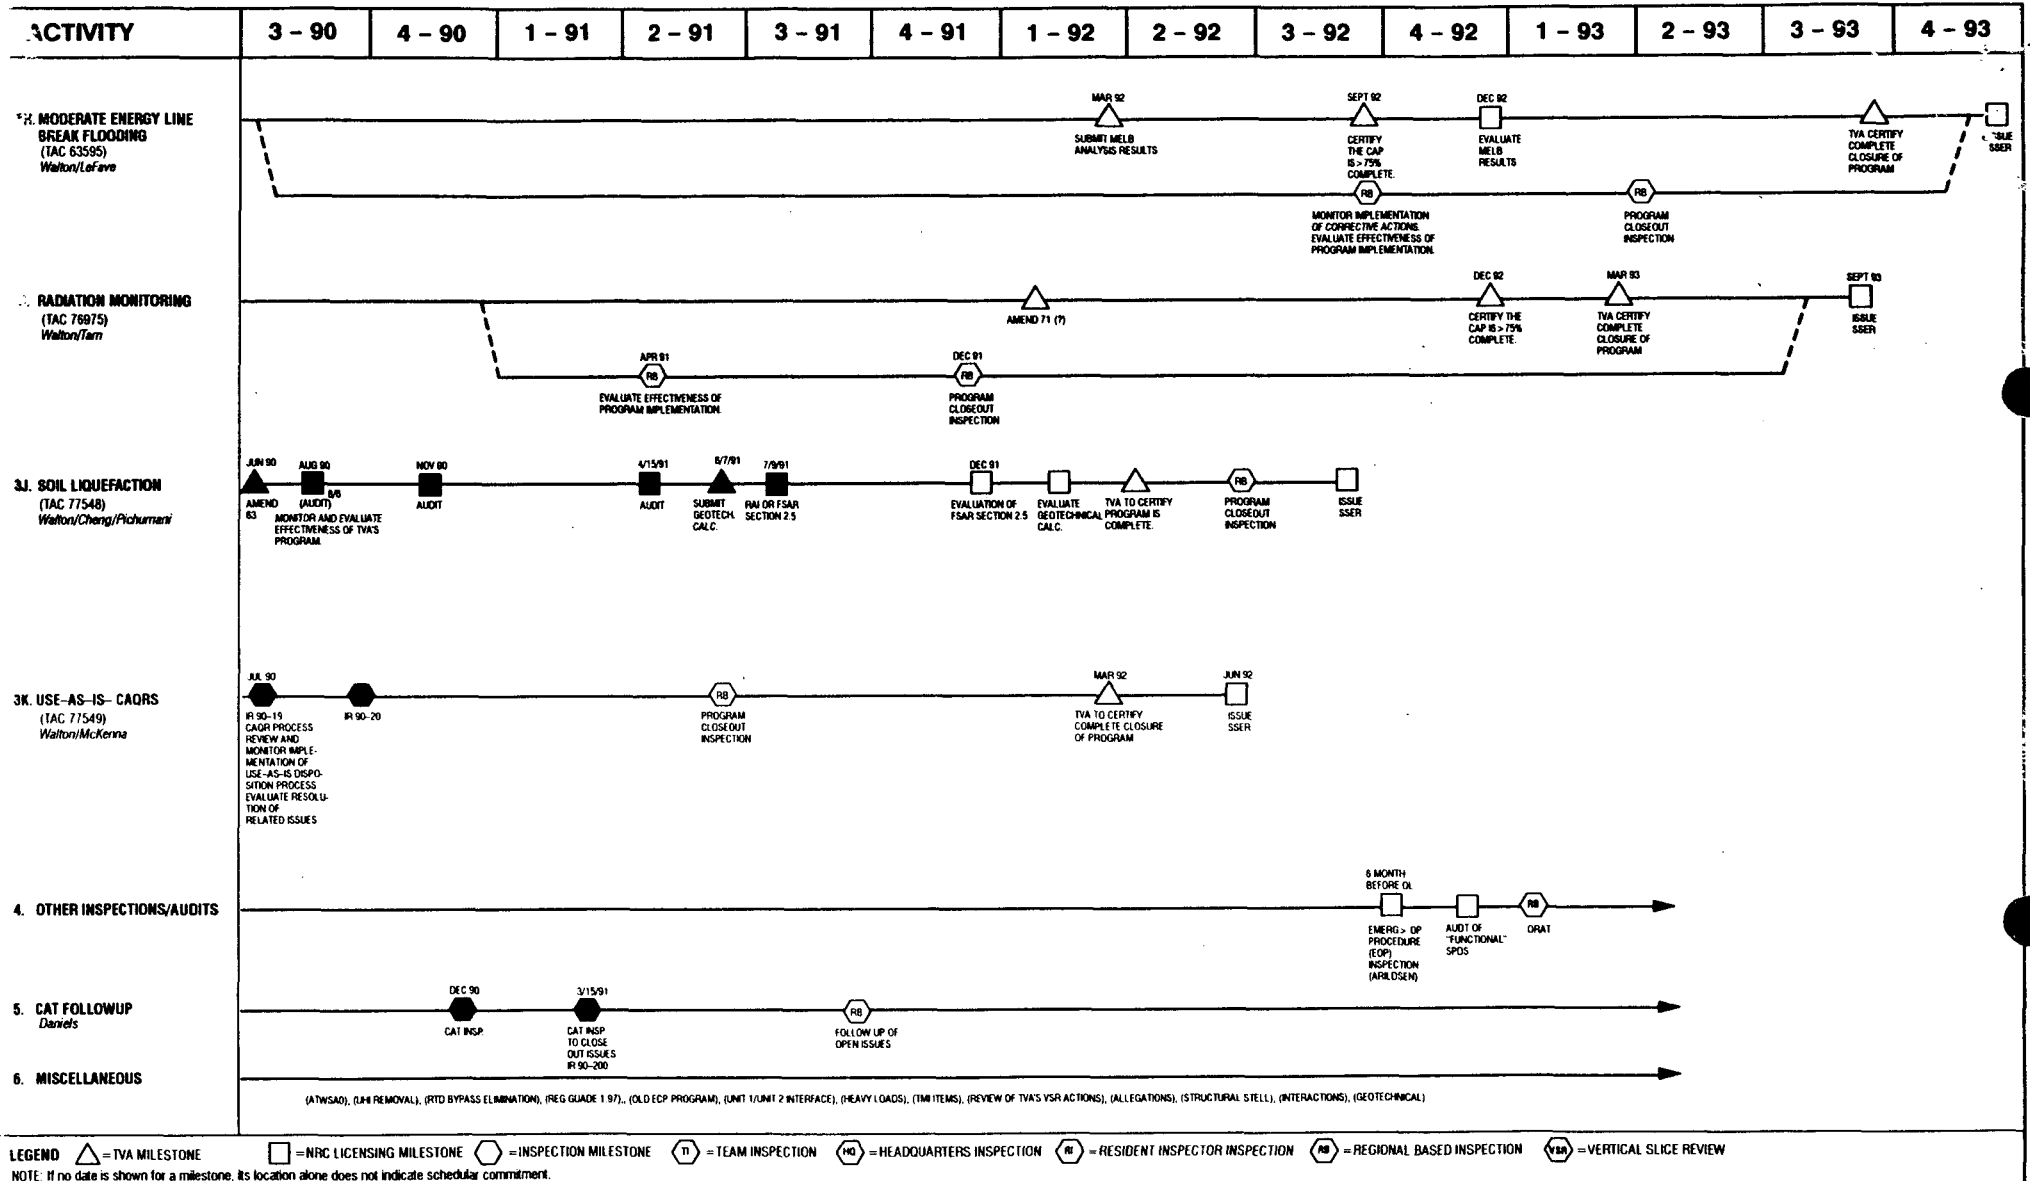 ACTIVITY
3 – 90
4 – 90
1 – 91
2 – 91
3 – 91
4 – 91
1 – 92
2 – 92
3 – 92
4 – 92
1 – 93
2 – 93
3 – 93
4 – 93
MODERATE ENERGY LINE
BREAK FLOODING
(TAC 63595)
Walton/LeFave
MAR 92
SUBMIT MELB
ANALYSIS RESULTS
SEPT 92
CERTIFY
THE CAP
IS > 75%
COMPLETE.
DEC 92
EVALUATE
MELB
RESULTS
TVA CERTIFY
COMPLETE
CLOSURE OF
PROGRAM
SSER
RB
MONITOR IMPLEMENTATION
OF CORRECTIVE ACTIONS.
EVALUATE EFFECTIVENESS OF
PROGRAM IMPLEMENTATION.
RB
PROGRAM
CLOSEOUT
INSPECTION
RADIATION MONITORING
(TAC 76975)
Walton/Tam
AMEND 71 (?)
DEC 92
CERTIFY THE
CAP IS > 75%
COMPLETE.
MAR 93
TVA CERTIFY
COMPLETE
CLOSURE OF
PROGRAM
SEPT 93
ISSUE
SSER
APR 91
RB
EVALUATE EFFECTIVENESS OF
PROGRAM IMPLEMENTATION.
DEC 91
RB
PROGRAM
CLOSEOUT
INSPECTION
3J. SOIL LIQUEFACTION
(TAC 77548)
Walton/Cheng/Pichumani
JUN 90
AMEND
63
AUG 90
8/6
(AUDIT)
MONITOR AND EVALUATE
EFFECTIVENESS OF TVA'S
PROGRAM.
NOV 90
AUDIT
4/15/91
AUDIT
6/7/91
SUBMIT
GEOTECH.
CALC.
7/9/91
RAI OR FSAR
SECTION 2.5
DEC 91
EVALUATION OF
FSAR SECTION 2.5
EVALUATE
GEOTECHNICAL
CALC.
TVA TO CERTIFY
PROGRAM IS
COMPLETE.
RB
PROGRAM
CLOSEOUT
INSPECTION
ISSUE
SSER
3K. USE–AS–IS– CAQRS
(TAC 77549)
Walton/McKenna
JUL 90
IR 90–19
CAQR PROCESS
REVIEW AND
MONITOR IMPLE-
MENTATION OF
USE–AS–IS DISPO-
SITION PROCESS
EVALUATE RESOLU-
TION OF
RELATED ISSUES
IR 90–20
RB
PROGRAM
CLOSEOUT
INSPECTION
MAR 92
TVA TO CERTIFY
COMPLETE CLOSURE
OF PROGRAM
JUN 92
ISSUE
SSER
4. OTHER INSPECTIONS/AUDITS
6 MONTH
BEFORE OL
EMERG > OP
PROCEDURE
(EOP)
INSPECTION
(ARILDSEN)
AUDT OF
"FUNCTIONAL"
SPDS
RB
ORAT
5. CAT FOLLOWUP
Daniels
DEC 90
CAT INSP.
3/15/91
CAT INSP
TO CLOSE
OUT ISSUES
IR 90–200
RB
FOLLOW UP OF
OPEN ISSUES
6. MISCELLANEOUS
(ATWSAO), (UHI REMOVAL), (RTD BYPASS ELIMINATION), (REG GUADE 1.97),, (OLD ECP PROGRAM), (UNIT 1/UNIT 2 INTERFACE), (HEAVY LOADS), (TMI ITEMS), (REVIEW OF TVA'S VSR ACTIONS), (ALLEGATIONS), (STRUCTURAL STELL), (INTERACTIONS), (GEOTECHNICAL)
LEGEND = TVA MILESTONE = NRC LICENSING MILESTONE = INSPECTION MILESTONE TI = TEAM INSPECTION HQ = HEADQUARTERS INSPECTION RI = RESIDENT INSPECTOR INSPECTION RB = REGIONAL BASED INSPECTION VSR = VERTICAL SLICE REVIEW
NOTE: If no date is shown for a milestone, its location alone does not indicate schedular commitment.